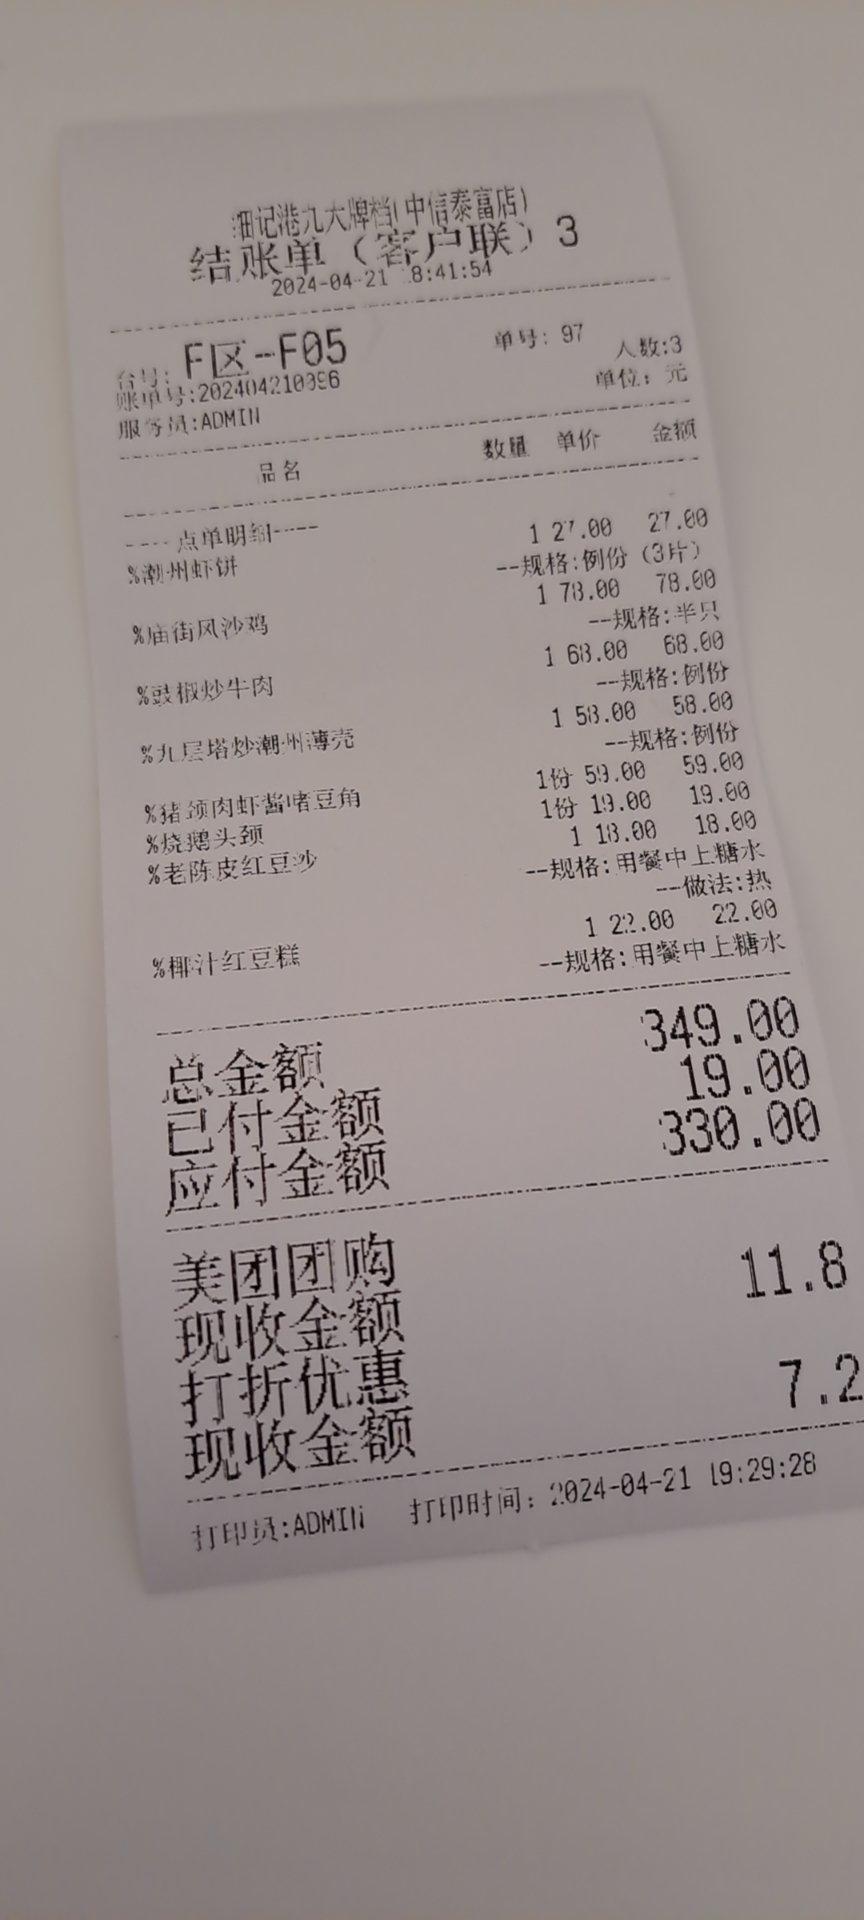 细记港九大牌档(中信泰富店)
结账单（客户联）3
2024-04-21 18:41:54
台号: F区-F05 单号: 97
账单号:202404210096 人数:3
服务员:ADMIN 单位: 元
品名 数量 单价 金额
----点单明细----
%潮州虾饼 1 27.00 27.00
--规格:例份（3片）
%庙街风沙鸡 1 78.00 78.00
--规格:半只
%豉椒炒牛肉 1 68.00 68.00
--规格:例份
%九层塔炒潮州薄壳 1 58.00 58.00
--规格:例份
%猪颈肉虾酱啫豆角 1份 59.00 59.00
%烧鹅头颈 1份 19.00 19.00
%老陈皮红豆沙 1 18.00 18.00
--规格:用餐中上糖水
--做法:热
%椰汁红豆糕 1 22.00 22.00
--规格:用餐中上糖水
总金额 349.00
已付金额 19.00
应付金额 330.00
美团团购
现收金额 11.8
打折优惠
现收金额 7.2
打印员:ADMIN 打印时间: 2024-04-21 19:29:28